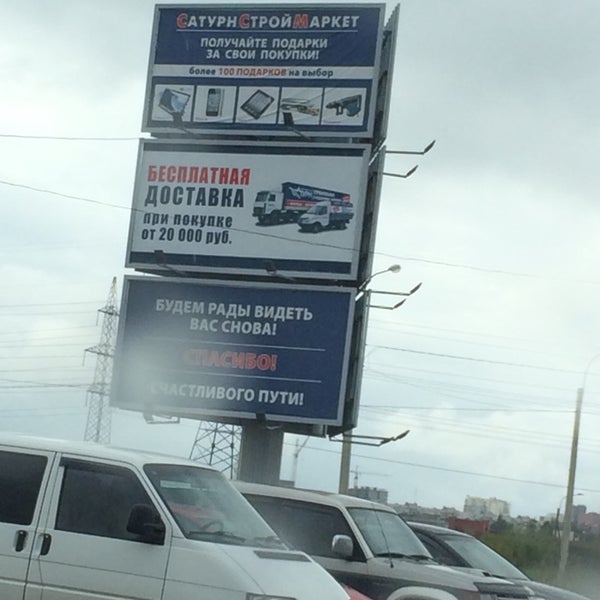 СатурнСтройМаркет
ПОЛУЧАЙТЕ ПОДАРКИ
ЗА СВОИ ПОКУПКИ!
более 100 ПОДАРКОВ на выбор
БЕСПЛАТНАЯ
ДОСТАВКА
при покупке
от 20 000 руб.
БУДЕМ РАДЫ ВИДЕТЬ
ВАС СНОВА!
СПАСИБО!
СЧАСТЛИВОГО ПУТИ!